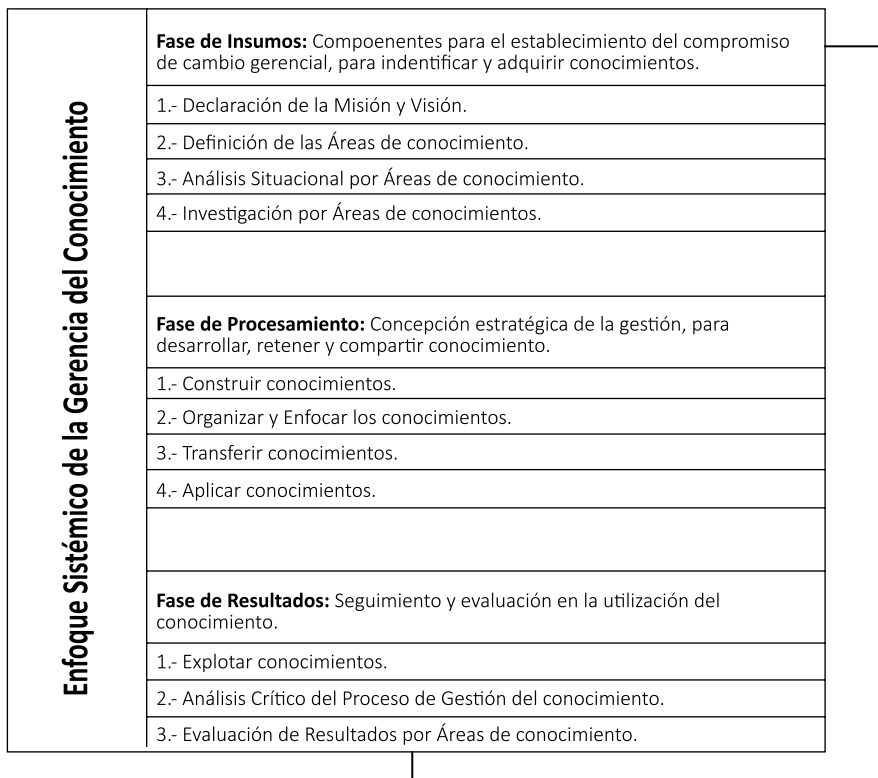 Enfoque Sistémico de la Gerencia del Conocimiento
Fase de Insumos: Compoenentes para el establecimiento del compromiso
de cambio gerencial, para indentificar y adquirir conocimientos.
1.- Declaración de la Misión y Visión.
2.- Definición de las Áreas de conocimiento.
3.- Análisis Situacional por Áreas de conocimiento.
4.- Investigación por Áreas de conocimientos.
Fase de Procesamiento: Concepción estratégica de la gestión, para
desarrollar, retener y compartir conocimiento.
1.- Construir conocimientos.
2.- Organizar y Enfocar los conocimientos.
3.- Transferir conocimientos.
4.- Aplicar conocimientos.
Fase de Resultados: Seguimiento y evaluación en la utilización del
conocimiento.
1.- Explotar conocimientos.
2.- Análisis Crítico del Proceso de Gestión del conocimiento.
3.- Evaluación de Resultados por Áreas de conocimiento.